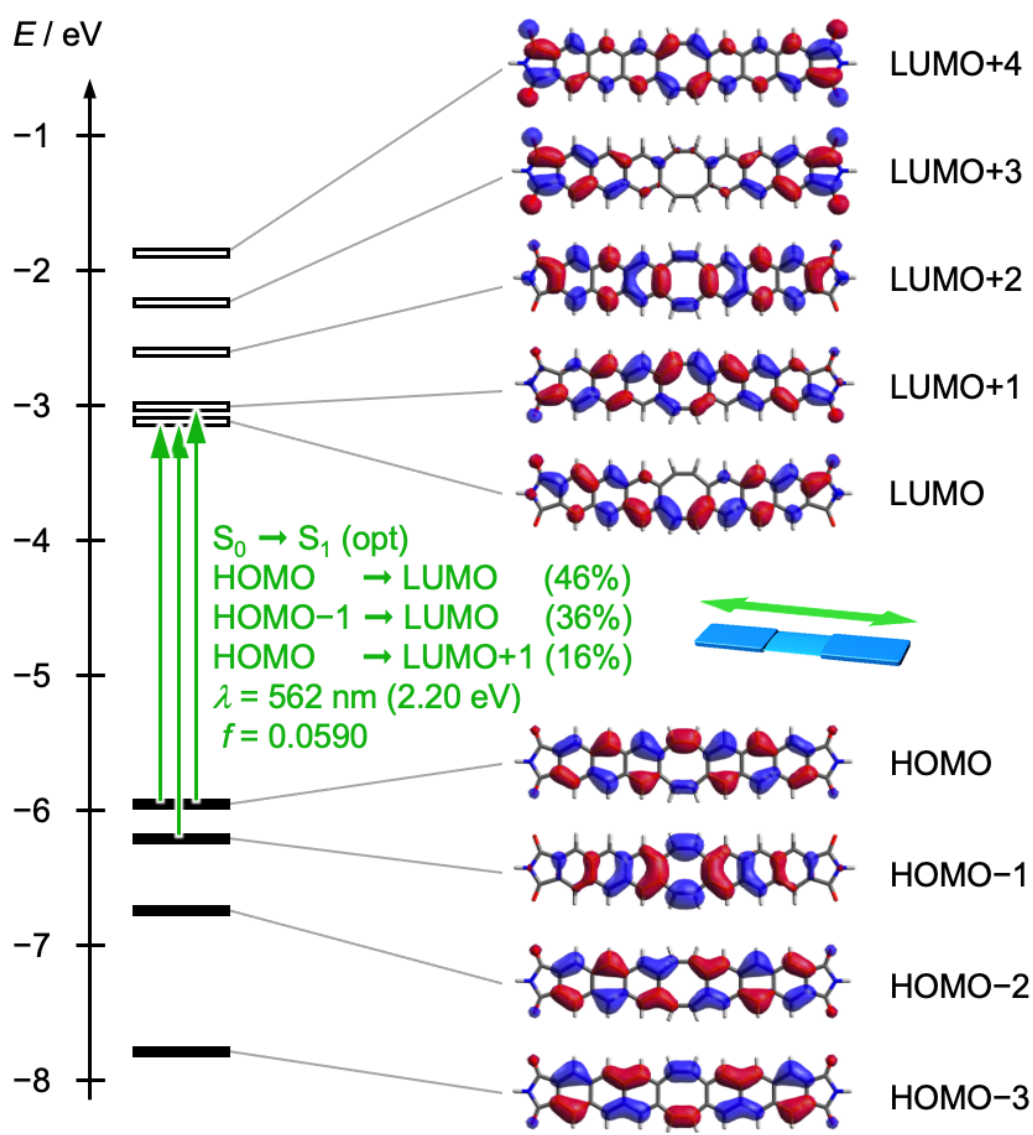 E / eV
−1
−2
−3
−4
−5
−6
−7
−8
LUMO+4
LUMO+3
LUMO+2
LUMO+1
LUMO
S₀ → S₁ (opt)
HOMO → LUMO (46%)
HOMO−1 → LUMO (36%)
HOMO → LUMO+1 (16%)
λ = 562 nm (2.20 eV)
f = 0.0590
HOMO
HOMO−1
HOMO−2
HOMO−3